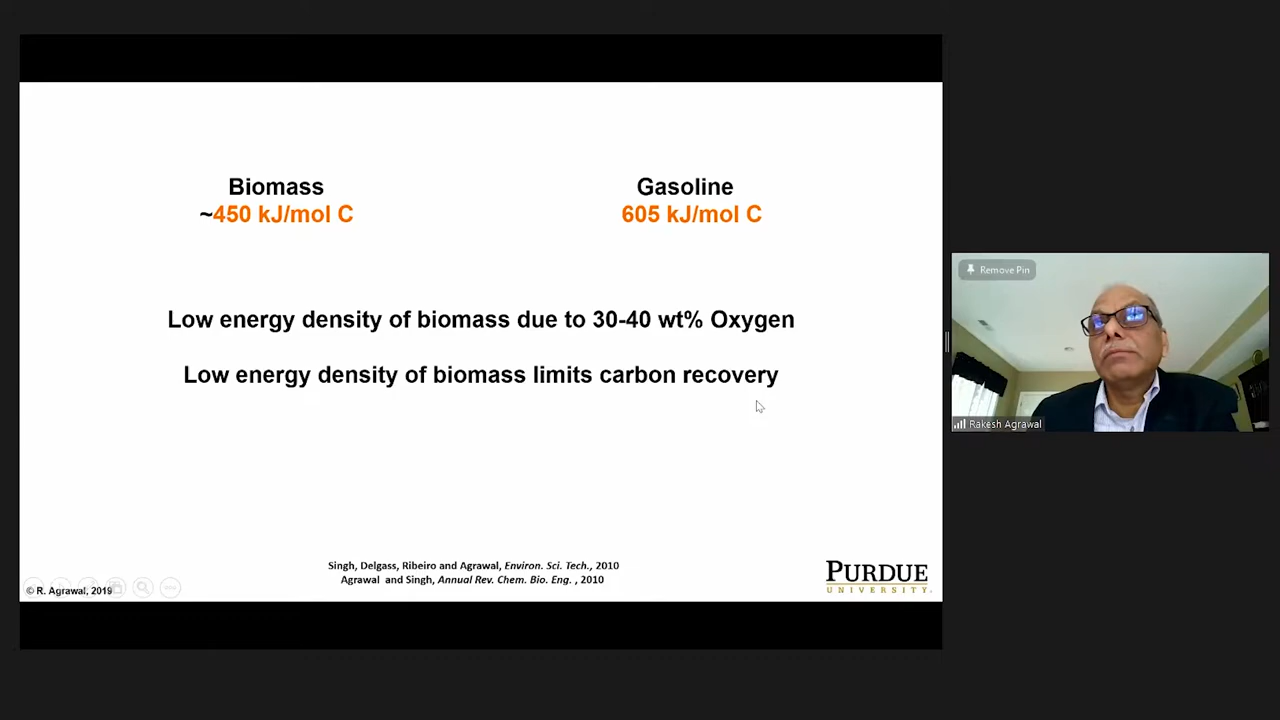 Biomass
~450 kJ/mol C
Gasoline
605 kJ/mol C
Low energy density of biomass due to 30-40 wt% Oxygen
Low energy density of biomass limits carbon recovery
Singh, Delgass, Ribeiro and Agrawal, Environ. Sci. Tech., 2010
Agrawal and Singh, Annual Rev. Chem. Bio. Eng. , 2010
© R. Agrawal, 2019
PURDUE
UNIVERSITY
Remove Pin
Rakesh Agrawal